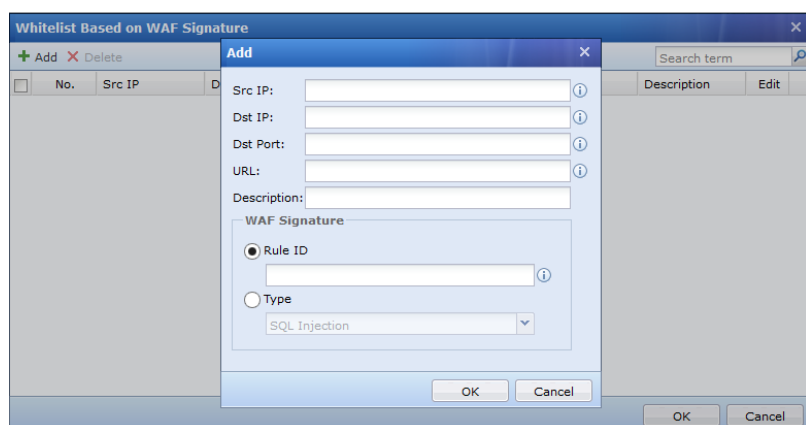 Whitelist Based on WAF Signature
Add Delete
Search term
No. Src IP D Description Edit
Add
Src IP:
Dst IP:
Dst Port:
URL:
Description:
WAF Signature
Rule ID
Type
SQL Injection
OK Cancel
OK Cancel